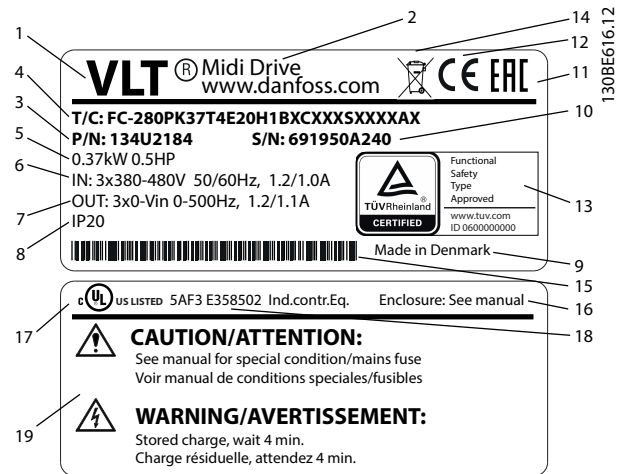 130BE616.12
1
2
14
12
VLT ® Midi Drive
www.danfoss.com
CE EAC
11
4
T/C: FC-280PK37T4E20H1BXCXXXSXXXXAX
3
P/N: 134U2184 S/N: 691950A240
10
5
0.37kW 0.5HP
6
IN: 3x380-480V 50/60Hz, 1.2/1.0A
7
OUT: 3x0-Vin 0-500Hz, 1.2/1.1A
8
IP20
TÜVRheinland ®
CERTIFIED
Functional
Safety
Type
Approved
www.tuv.com
ID 0600000000
13
Made in Denmark
9
15
17
c UL US LISTED 5AF3 E358502 Ind.contr.Eq. Enclosure: See manual
16
18
CAUTION/ATTENTION:
See manual for special condition/mains fuse
Voir manual de conditions speciales/fusibles
19
WARNING/AVERTISSEMENT:
Stored charge, wait 4 min.
Charge résiduelle, attendez 4 min.